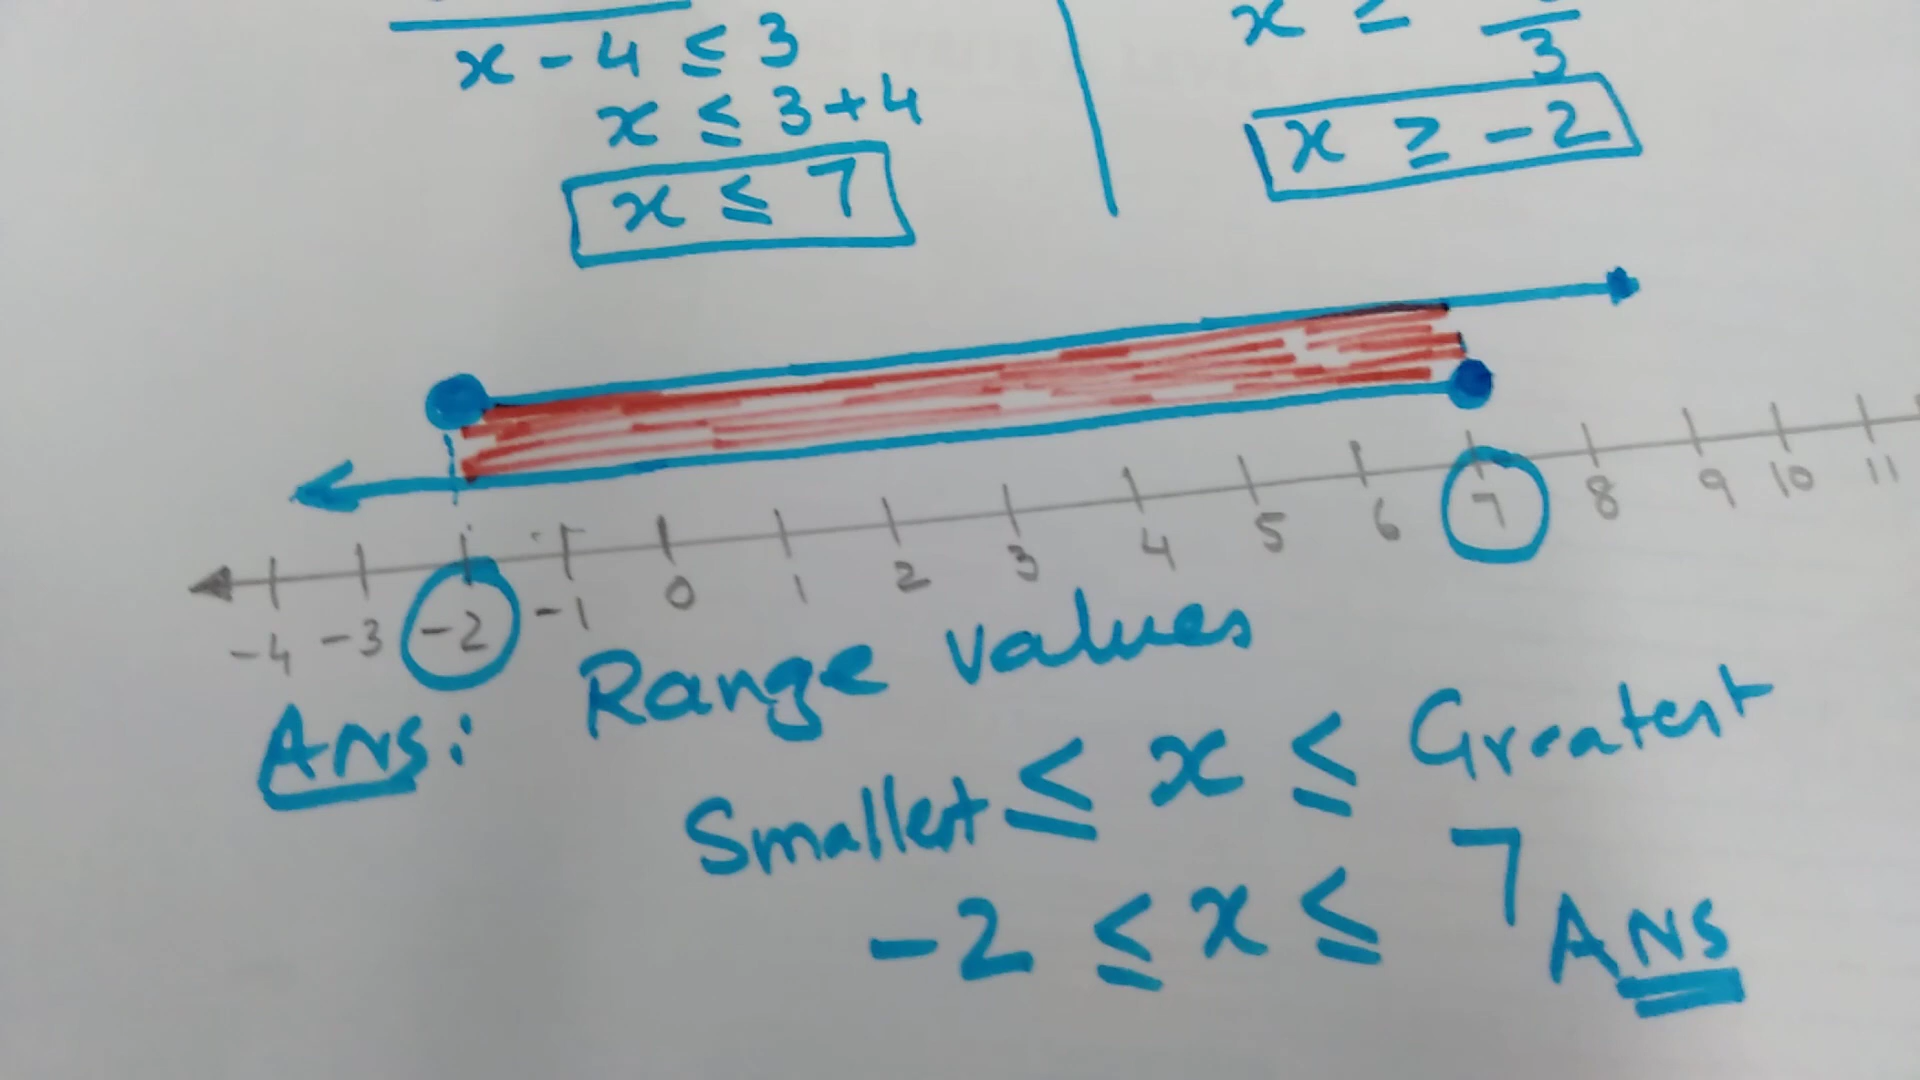 x - 4 ≤ 3
x ≤ 3 + 4
x ≤ 7
x ≥ 
3
x ≥ -2
-4 -3 -2 -1 0 1 2 3 4 5 6 7 8 9 10 11
Ans: Range values
Smallest ≤ x ≤ Greatest
-2 ≤ x ≤ 7 Ans